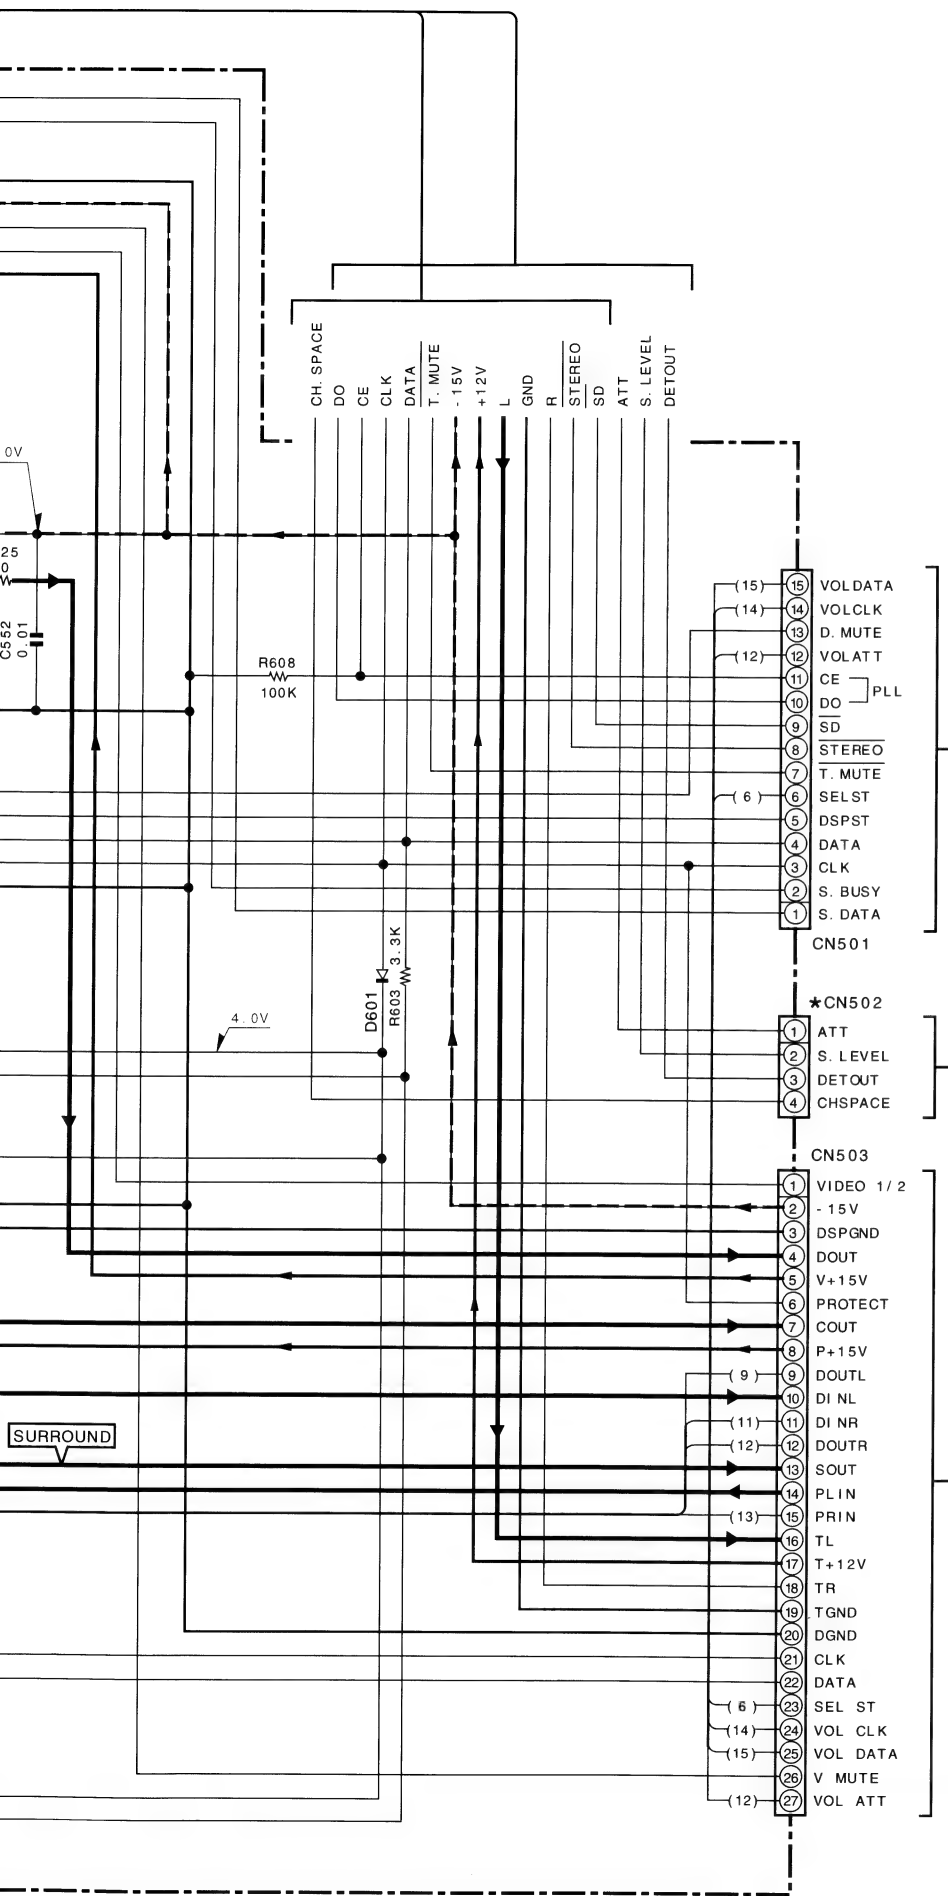 CH. SPACE
DO
CE
CLK
DATA
T. MUTE
-15V
+12V
L
GND
R
STEREO
SD
ATT
S. LEVEL
DETOUT
0V
25
0
C552
0.01
R608
100K
(15) 15 VOLDATA
(14) 14 VOLCLK
13 D. MUTE
(12) 12 VOLATT
11 CE
PLL
10 DO
9 SD
8 STEREO
7 T. MUTE
(6) 6 SELST
5 DSPST
4 DATA
3 CLK
2 S. BUSY
1 S. DATA
CN501
D601
R603 3.3K
4.0V
★CN502
1 ATT
2 S. LEVEL
3 DETOUT
4 CHSPACE
CN503
1 VIDEO 1/2
2 -15V
3 DSPGND
4 DOUT
5 V+15V
6 PROTECT
7 COUT
8 P+15V
(9) 9 DOUTL
10 DINL
(11) 11 DINR
SURROUND
(12) 12 DOUTR
13 SOUT
14 PLIN
(13) 15 PRIN
16 TL
17 T+12V
18 TR
19 TGND
20 DGND
21 CLK
22 DATA
(6) 23 SEL ST
(14) 24 VOL CLK
(15) 25 VOL DATA
26 V MUTE
(12) 27 VOL ATT